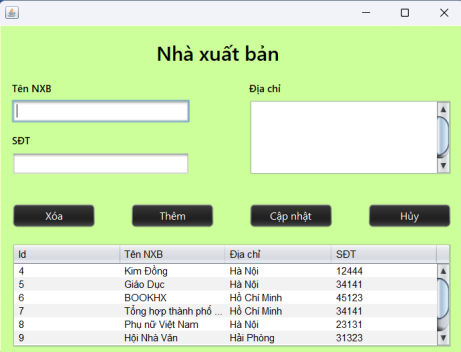 Nhà xuất bản
Tên NXB
Địa chỉ
SĐT
Xóa Thêm Cập nhật Hủy
Id Tên NXB Địa chỉ SĐT
4 Kim Đồng Hà Nội 12444
5 Giáo Dục Hà Nội 34141
6 BOOKHX Hồ Chí Minh 45123
7 Tổng hợp thành phố ... Hồ Chí Minh 34141
8 Phụ nữ Việt Nam Hà Nội 23131
9 Hội Nhà Văn Hải Phòng 31323